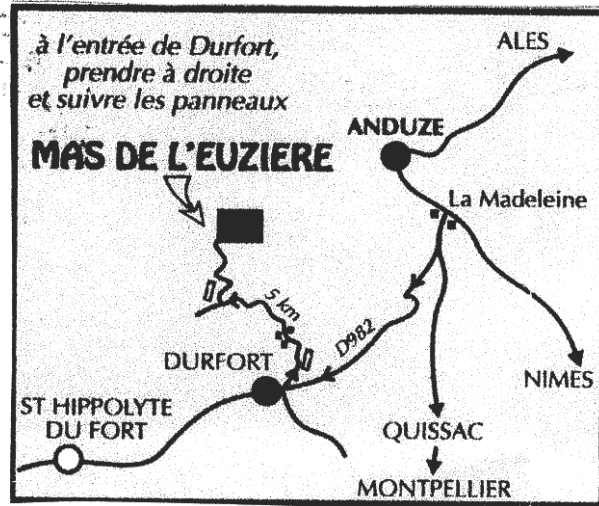 à l'entrée de Durfort,
prendre à droite
et suivre les panneaux
MAS DE L'EUZIERE
ALES
ANDUZE
La Madeleine
5 km
D982
DURFORT
NIMES
ST HIPPOLYTE
DU FORT
QUISSAC
MONTPELLIER